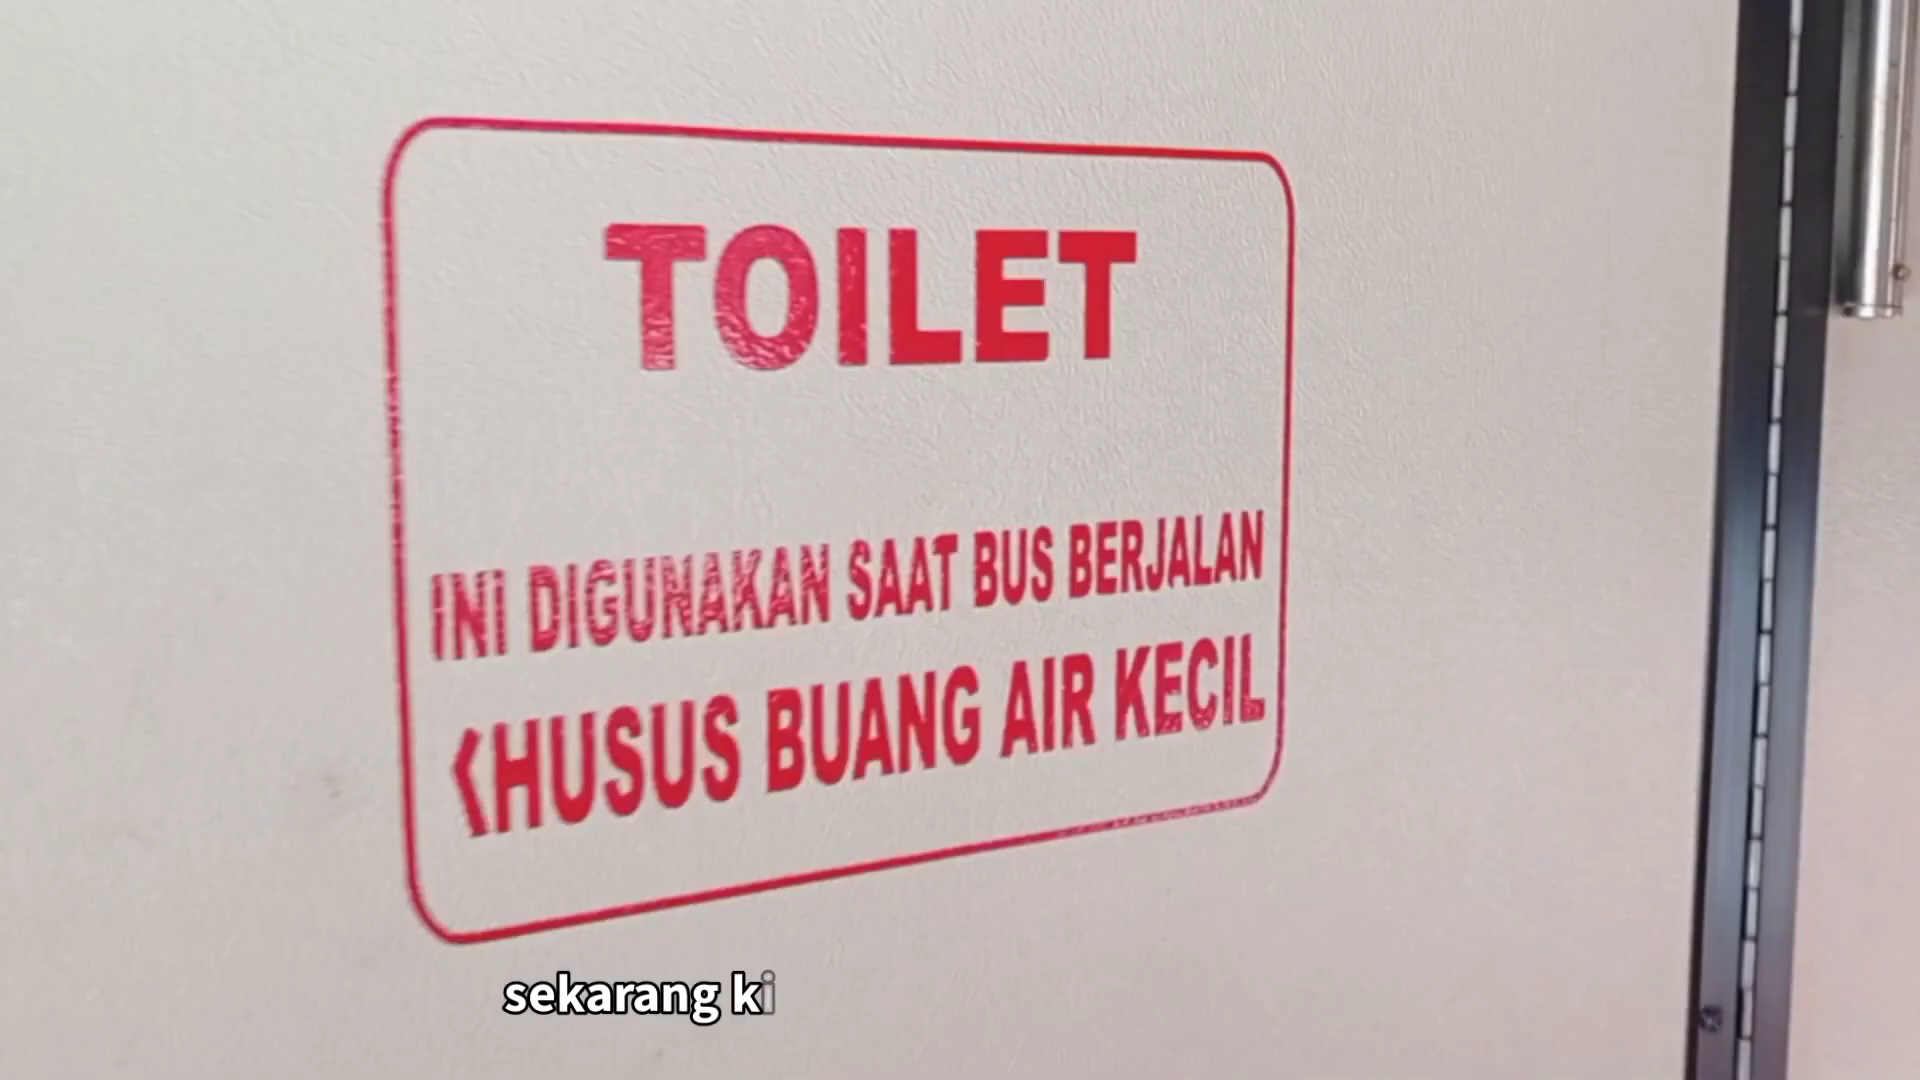 TOILET
INI DIGUNAKAN SAAT BUS BERJALAN
KHUSUS BUANG AIR KECIL
sekarang ki